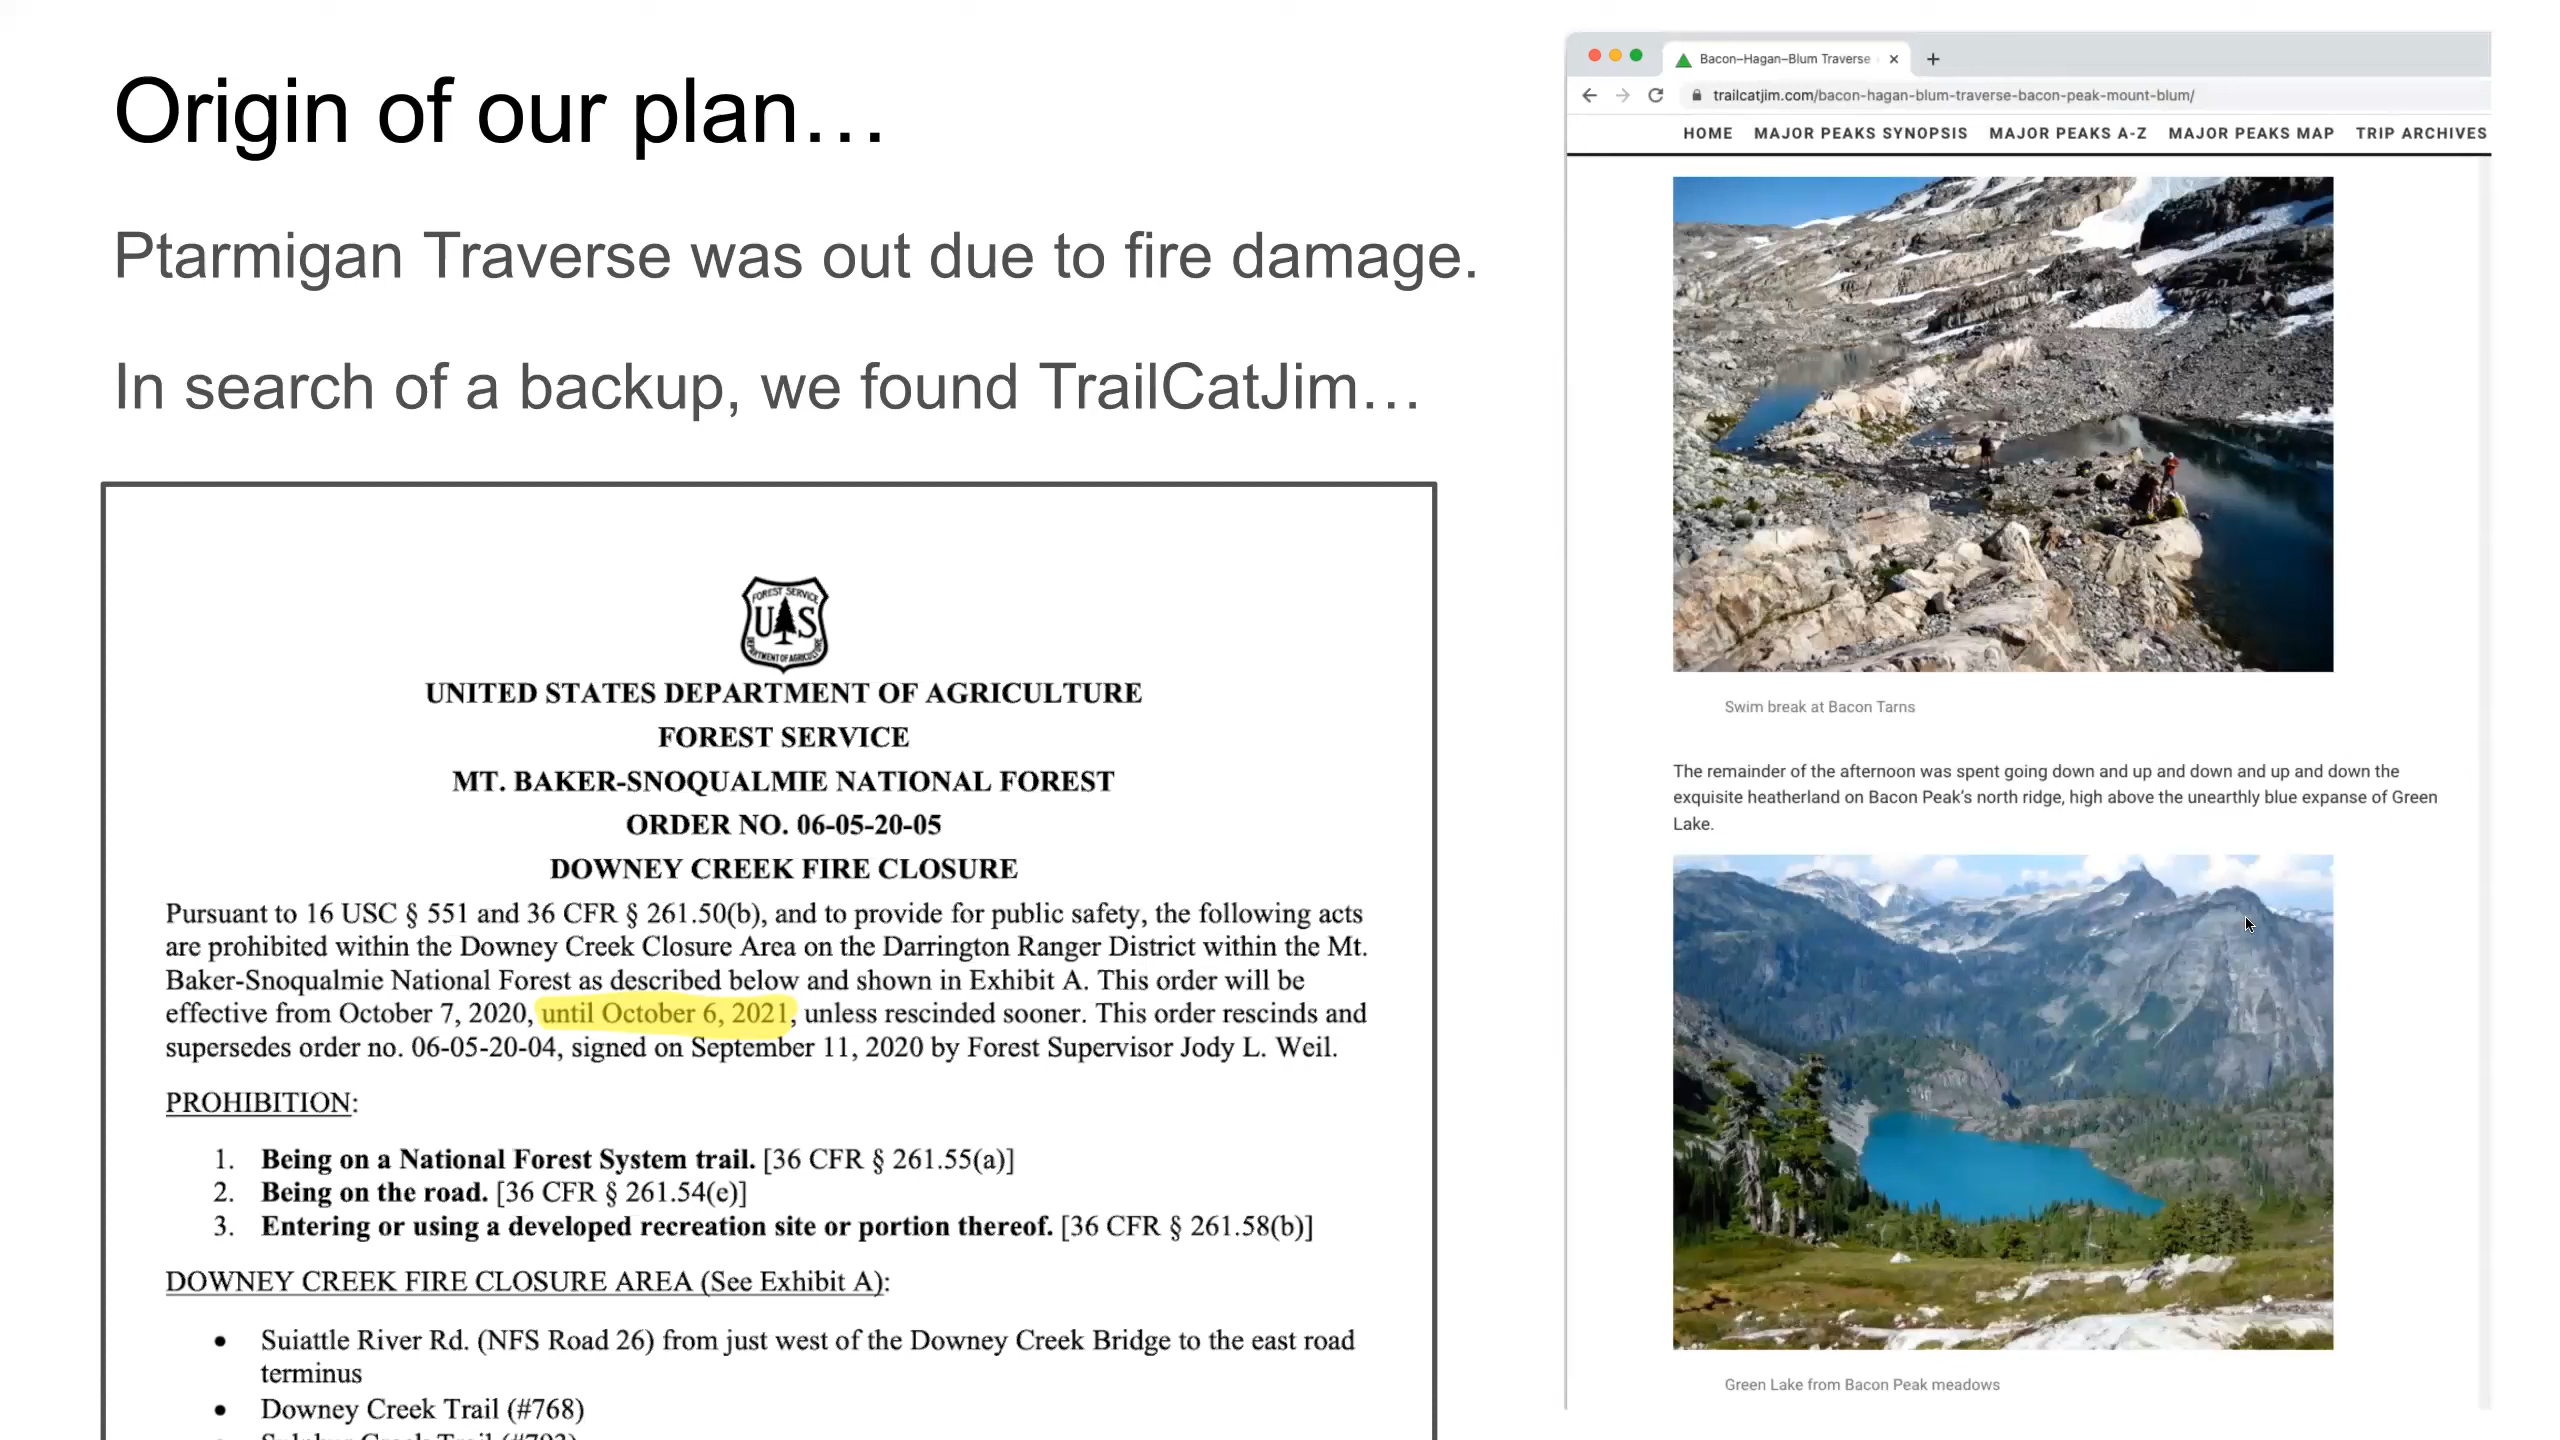 Origin of our plan…
Ptarmigan Traverse was out due to fire damage.
In search of a backup, we found TrailCatJim…
FOREST SERVICE
UAS
DEPARTMENT OF AGRICULTURE
UNITED STATES DEPARTMENT OF AGRICULTURE
FOREST SERVICE
MT. BAKER-SNOQUALMIE NATIONAL FOREST
ORDER NO. 06-05-20-05
DOWNEY CREEK FIRE CLOSURE
Pursuant to 16 USC § 551 and 36 CFR § 261.50(b), and to provide for public safety, the following acts
are prohibited within the Downey Creek Closure Area on the Darrington Ranger District within the Mt.
Baker-Snoqualmie National Forest as described below and shown in Exhibit A. This order will be
effective from October 7, 2020, until October 6, 2021, unless rescinded sooner. This order rescinds and
supersedes order no. 06-05-20-04, signed on September 11, 2020 by Forest Supervisor Jody L. Weil.
PROHIBITION:
1. Being on a National Forest System trail. [36 CFR § 261.55(a)]
2. Being on the road. [36 CFR § 261.54(e)]
3. Entering or using a developed recreation site or portion thereof. [36 CFR § 261.58(b)]
DOWNEY CREEK FIRE CLOSURE AREA (See Exhibit A):
• Suiattle River Rd. (NFS Road 26) from just west of the Downey Creek Bridge to the east road
terminus
• Downey Creek Trail (#768)
Bacon–Hagan–Blum Traverse
trailcatjim.com/bacon-hagan-blum-traverse-bacon-peak-mount-blum/
HOME MAJOR PEAKS SYNOPSIS MAJOR PEAKS A-Z MAJOR PEAKS MAP TRIP ARCHIVES
Swim break at Bacon Tarns
The remainder of the afternoon was spent going down and up and down and up and down the
exquisite heatherland on Bacon Peak's north ridge, high above the unearthly blue expanse of Green
Lake.
Green Lake from Bacon Peak meadows